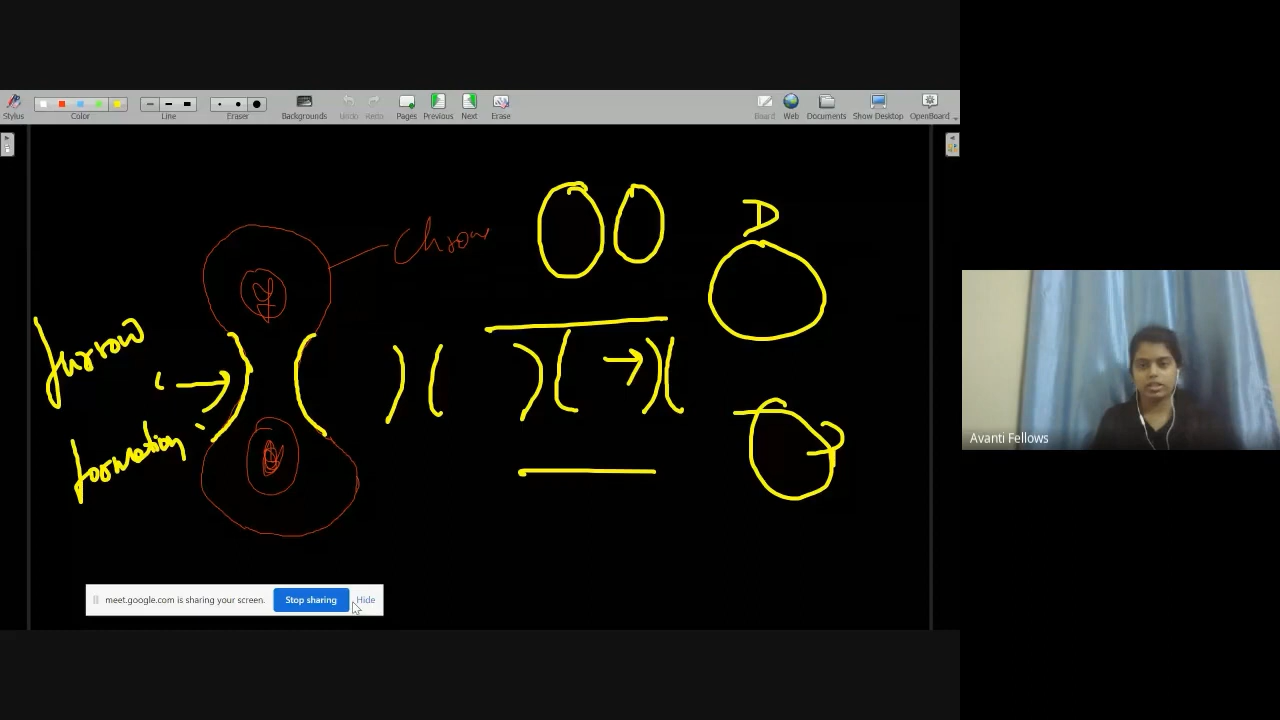 Stylus
Color
Line
Eraser
Backgrounds
Undo
Redo
Pages
Previous
Next
Erase
Board
Web
Documents
Show Desktop
OpenBoard
D
furrow
formation
Avanti Fellows
meet.google.com is sharing your screen.
Stop sharing
Hide